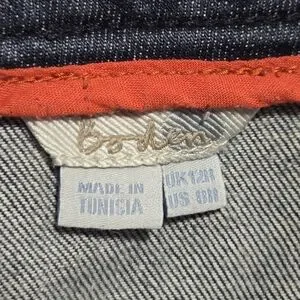 Boden
MADE IN
TUNISIA
UK12R
US 8R